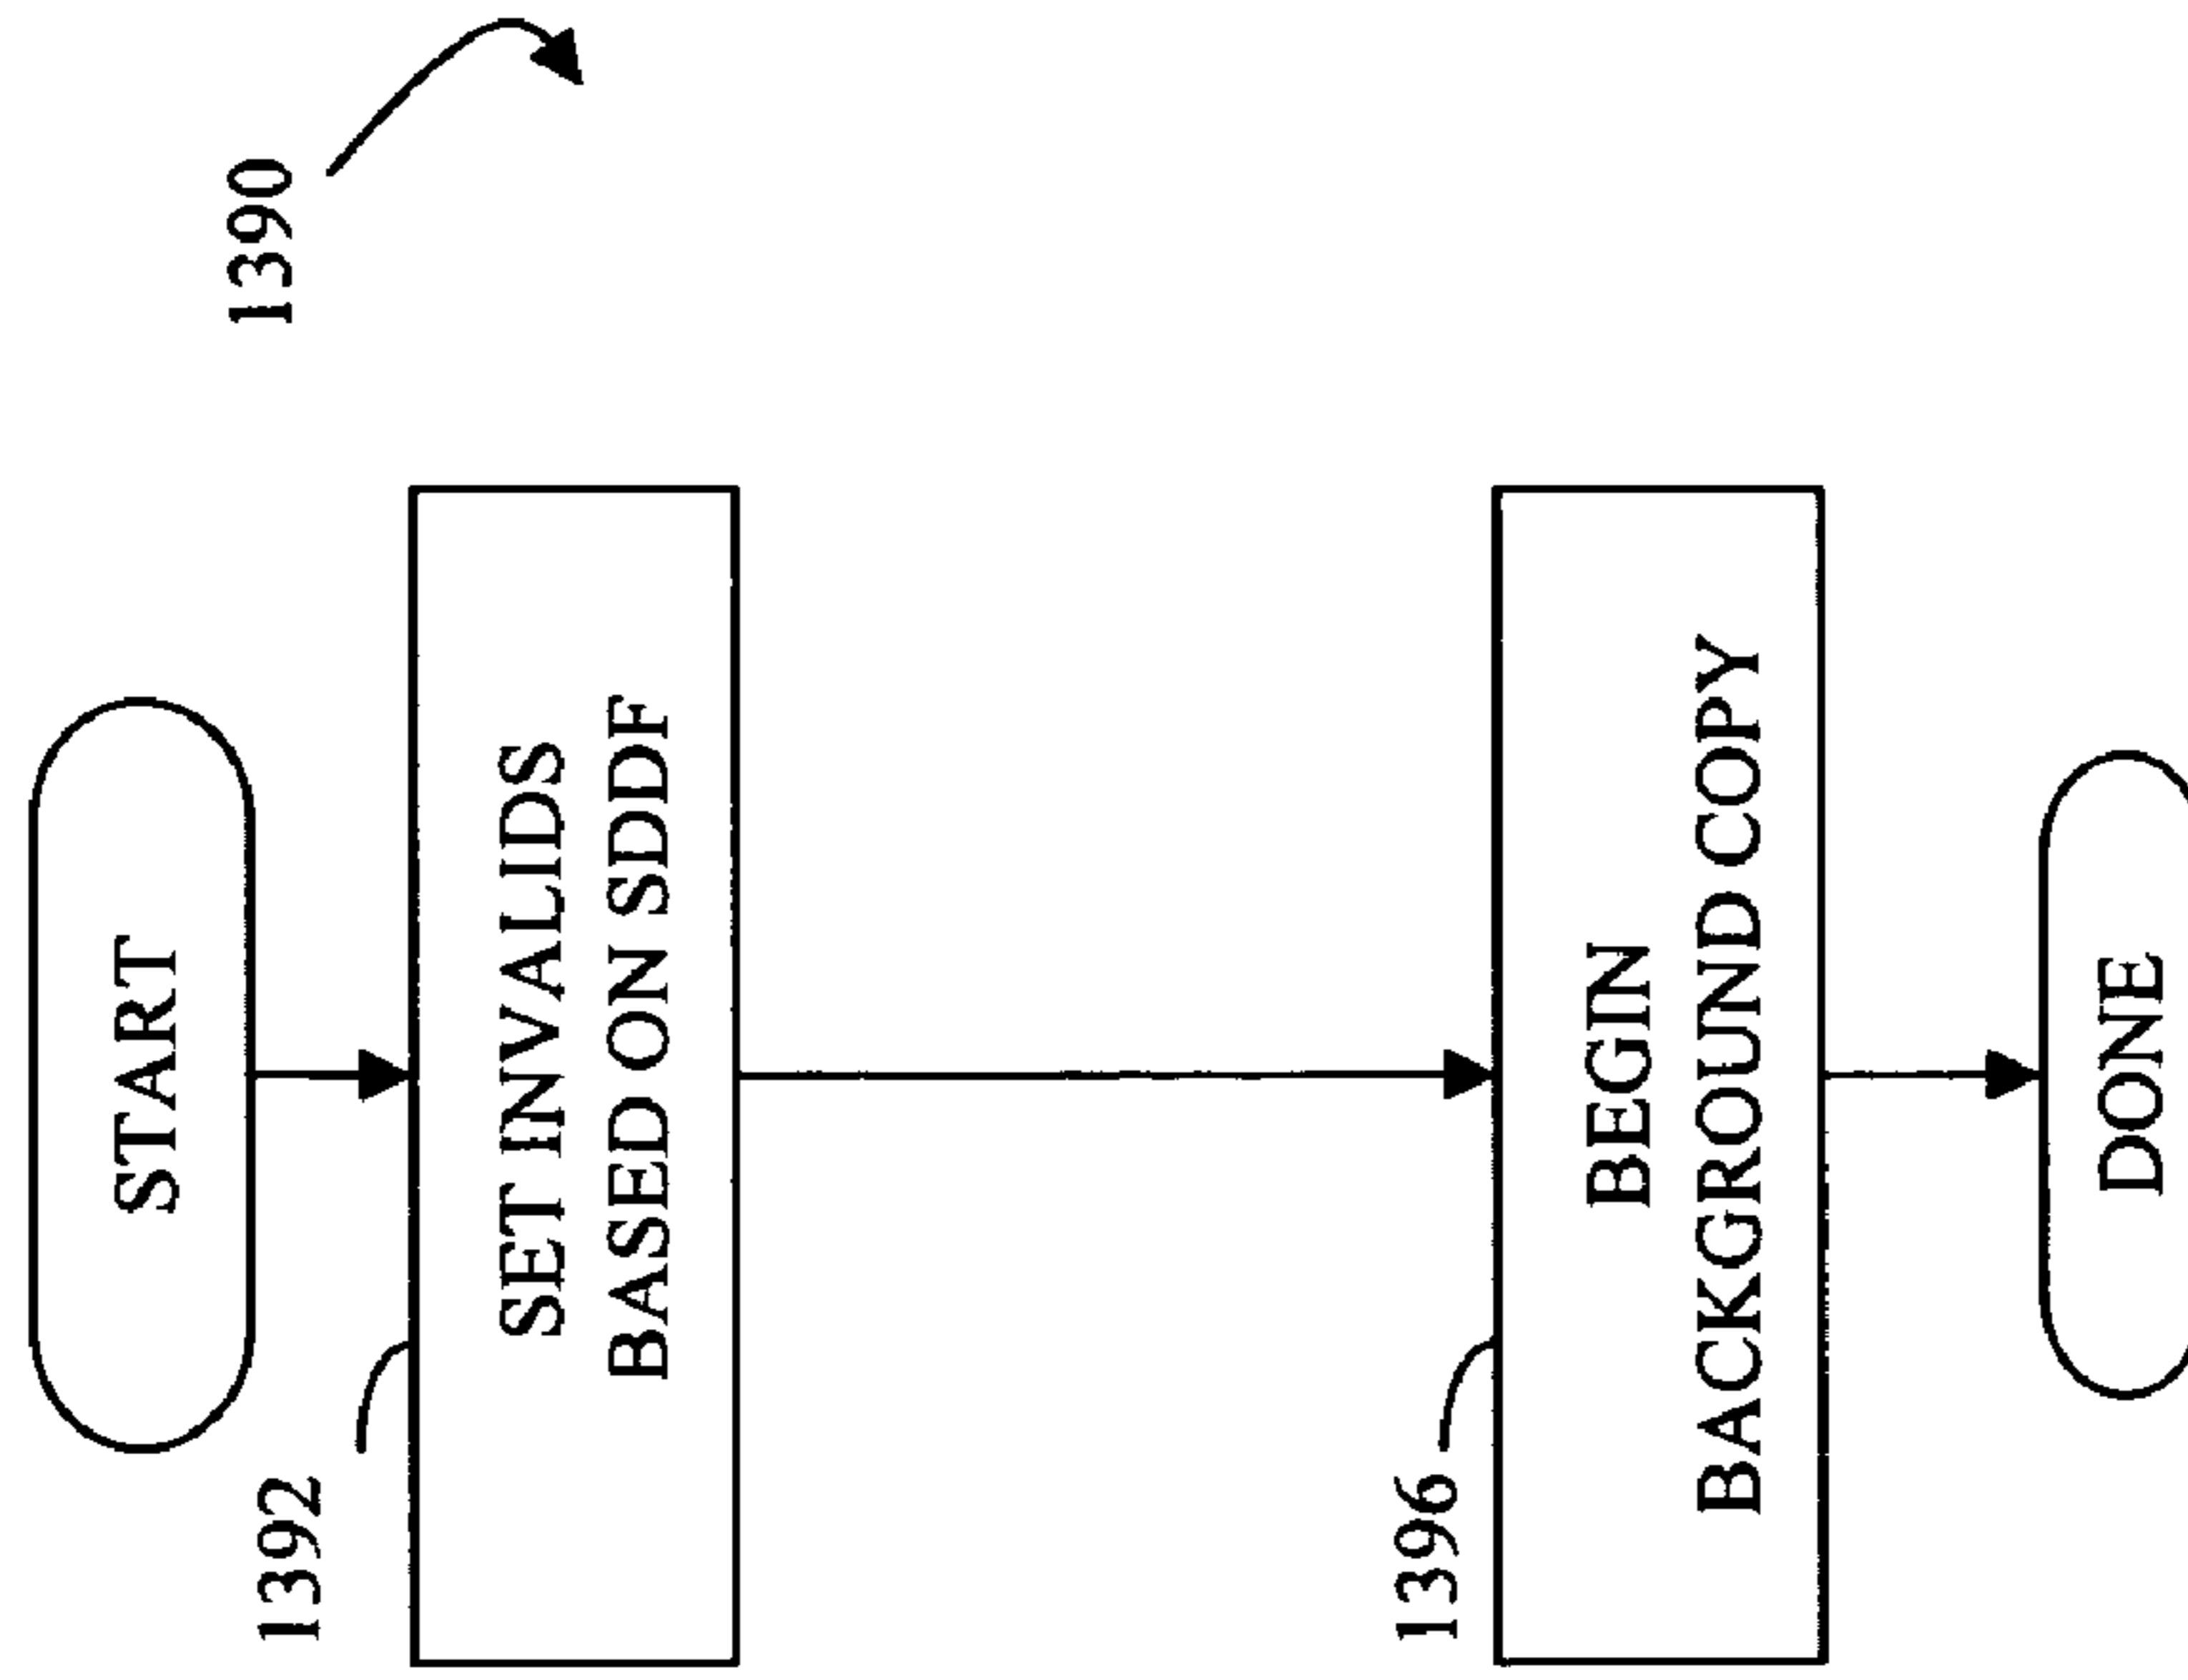 1390
START
1392
SET INVALIDS
BASED ON SDDF
1396
BEGIN
BACKGROUND COPY
DONE